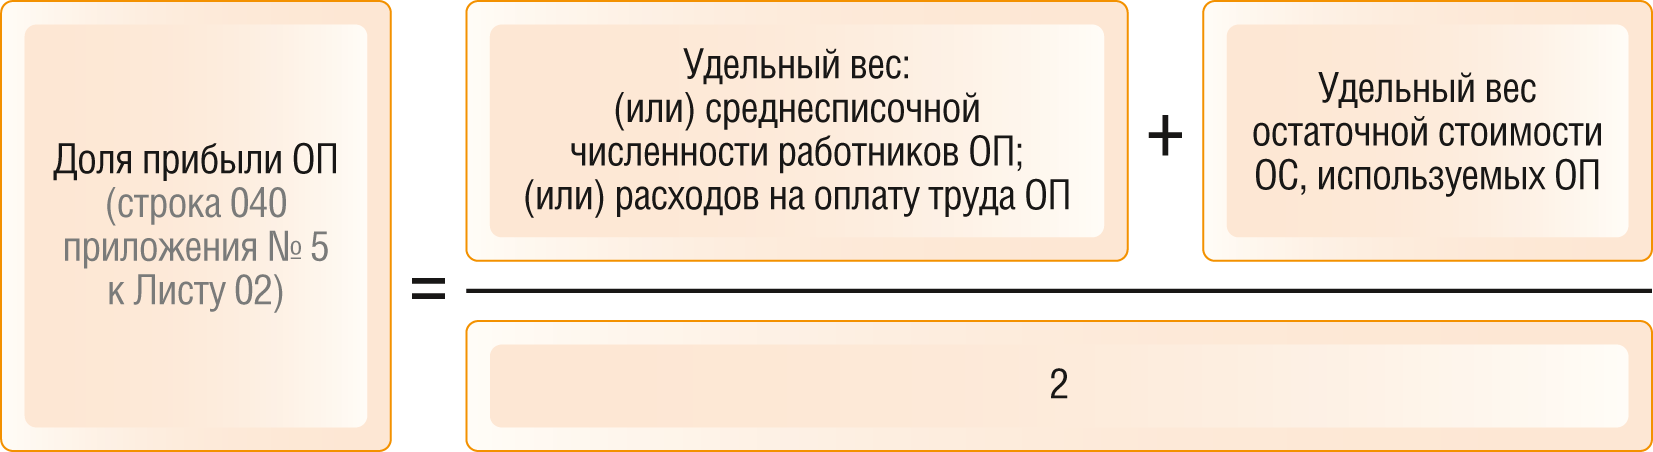 Доля прибыли ОП
(строка 040
приложения № 5
к Листу 02)
=
Удельный вес:
(или) среднесписочной
численности работников ОП;
(или) расходов на оплату труда ОП
+
Удельный вес
остаточной стоимости
ОС, используемых ОП
2